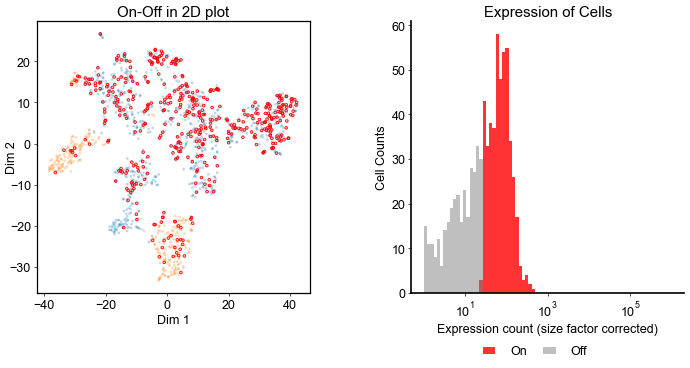 On-Off in 2D plot
20
10
0
−10
−20
−30
Dim 2
−40
−20
0
20
40
Dim 1
Expression of Cells
60
50
40
30
20
10
0
Cell Counts
10^1
10^3
10^5
Expression count (size factor corrected)
On
Off